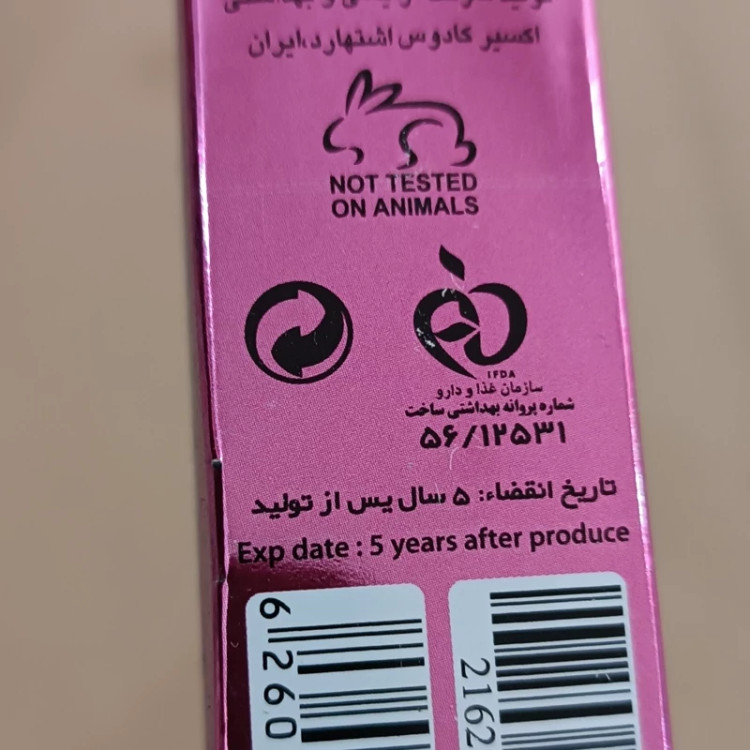 اکسیر کادوس اشتهارد،ایران
NOT TESTED
ON ANIMALS
IFDA
سازمان غذا و دارو
شماره پروانه بهداشتی ساخت
۵۶/۱۲۵۳۱
تاریخ انقضاء: ۵ سال پس از تولید
Exp date : 5 years after produce
6 260
2162